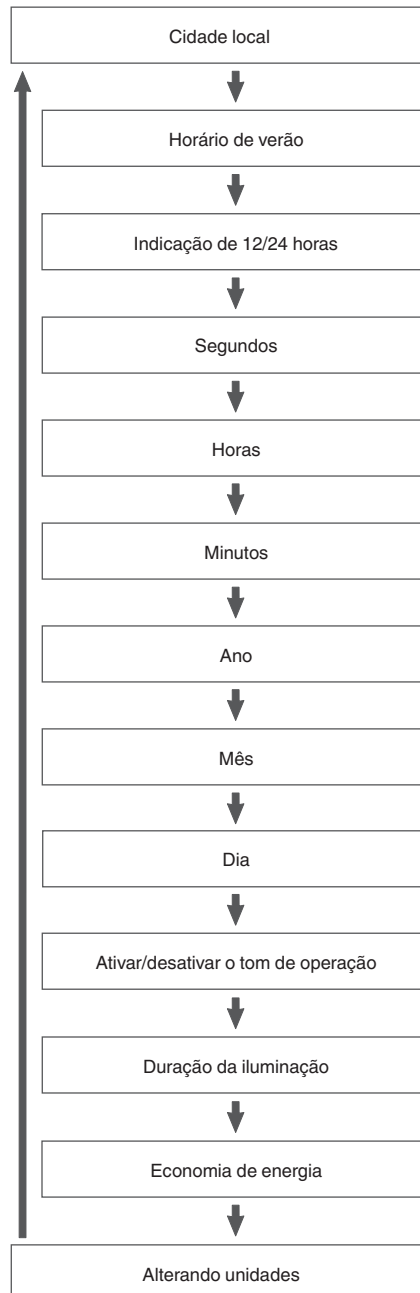 Cidade local
Horário de verão
Indicação de 12/24 horas
Segundos
Horas
Minutos
Ano
Mês
Dia
Ativar/desativar o tom de operação
Duração da iluminação
Economia de energia
Alterando unidades